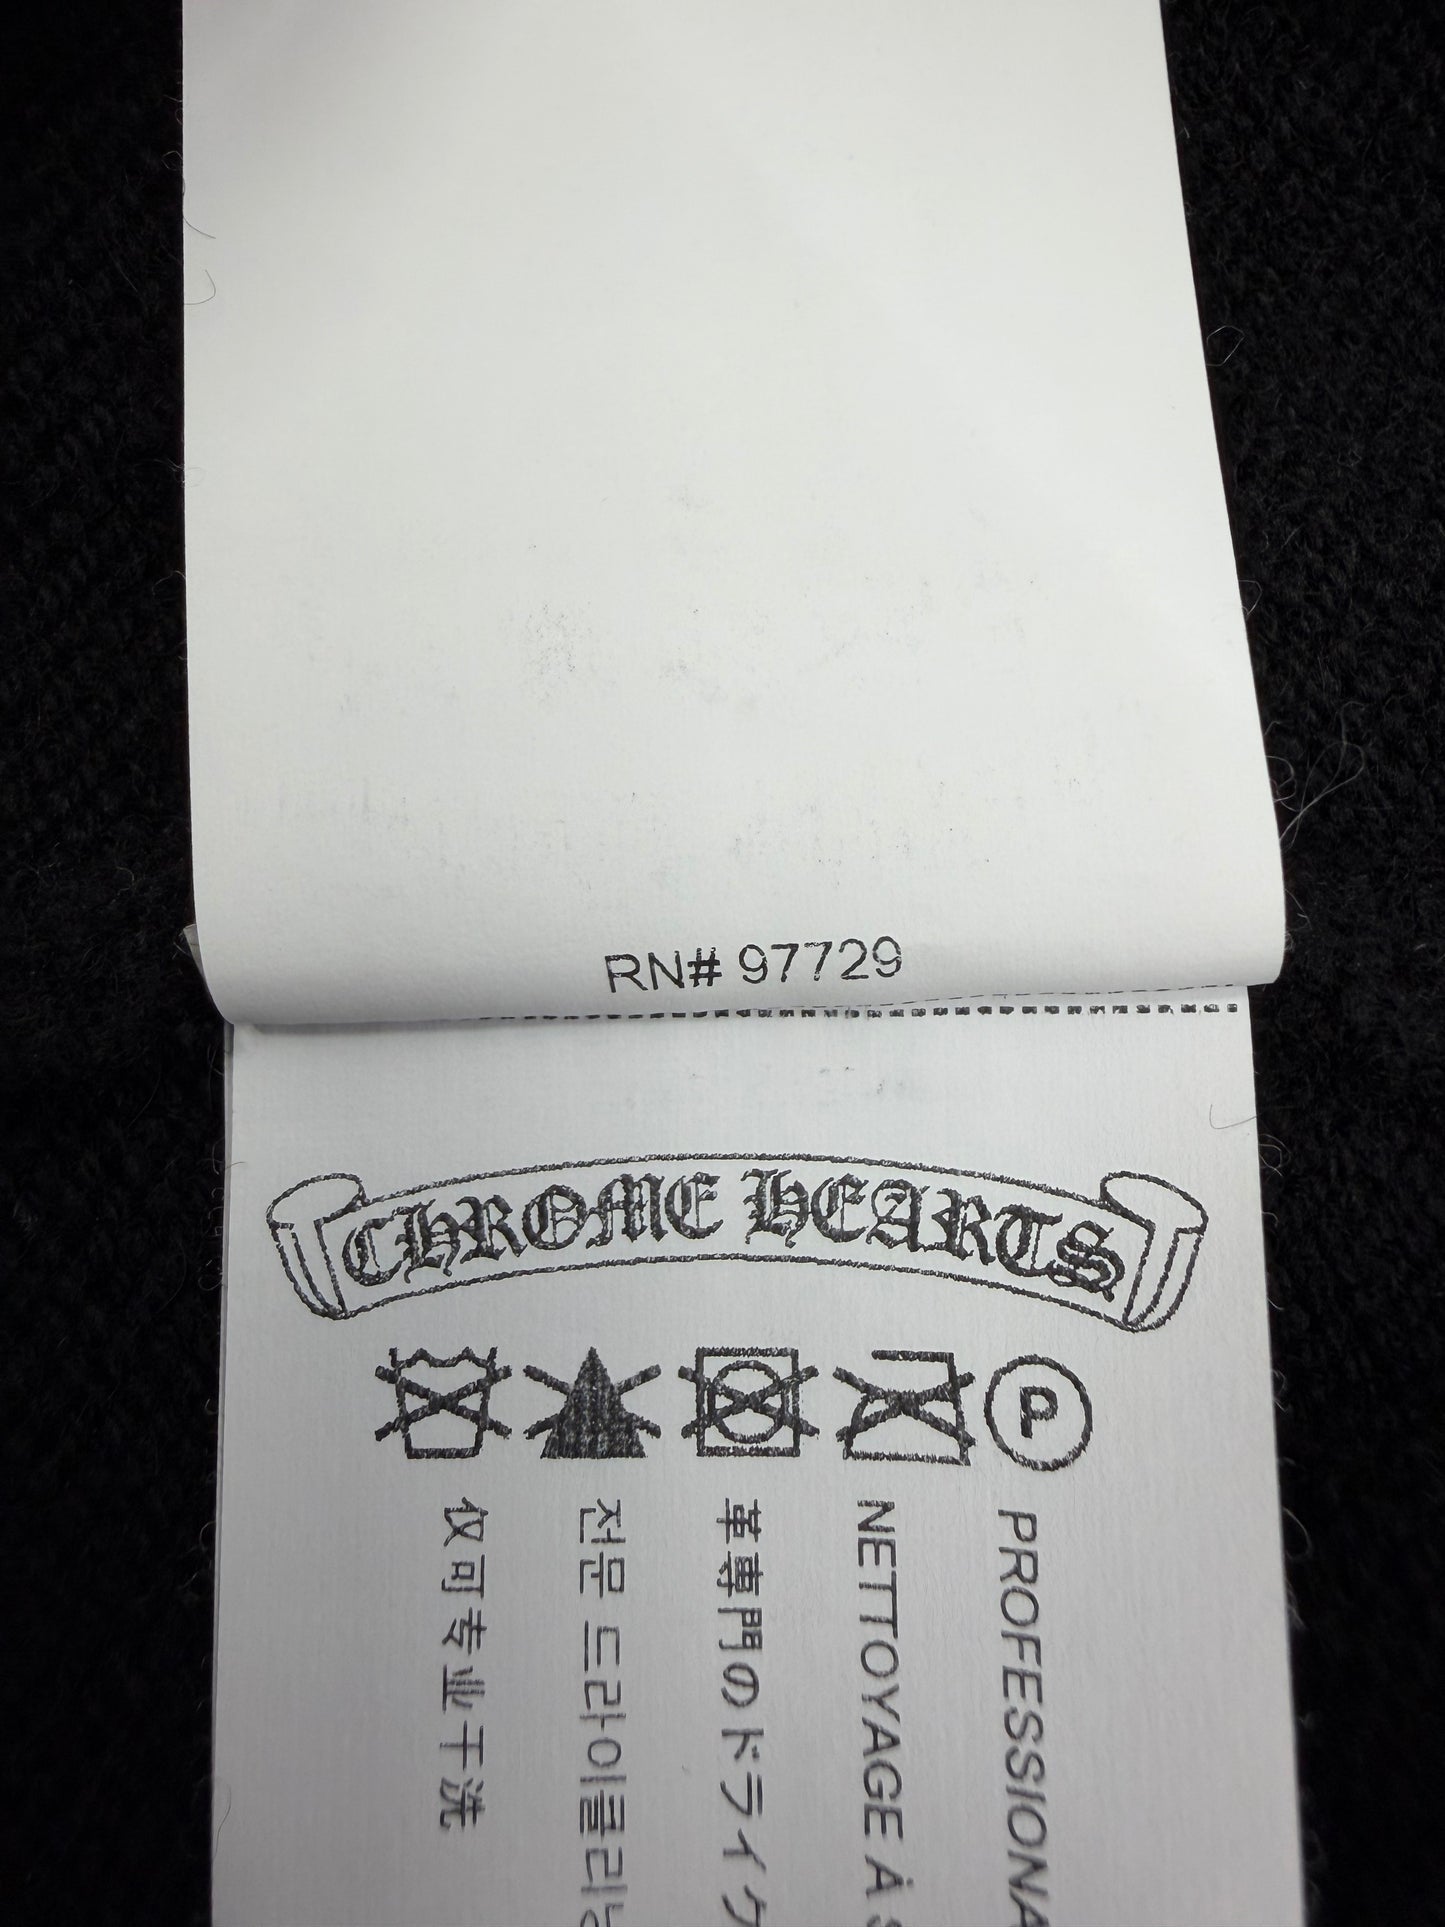 RN# 97729
CHROME HEARTS
P
PROFESSIONA
NETTOYAGE À S
革専門のドライク
전문 드라이클리닝
仅可专业干洗